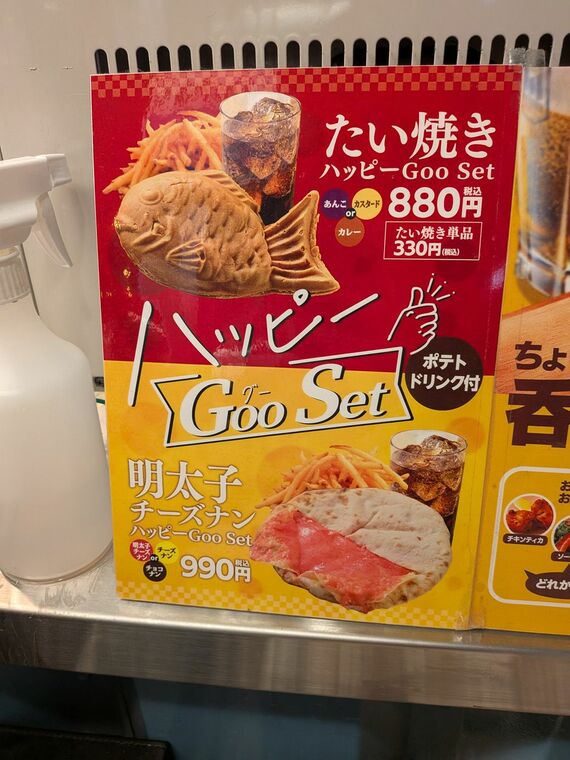 たい焼き
ハッピーGoo Set
あんこ or カスタード
カレー
880円 税込
たい焼き単品
330円(税込)
ハッピー
グー
Goo Set
ポテト
ドリンク付
明太子
チーズナン
ハッピーGoo Set
明太子チーズナン or チーズナン
チョコナン
990円 税込
ちょ
呑
お
お
チキンティカ
ソー
どれか